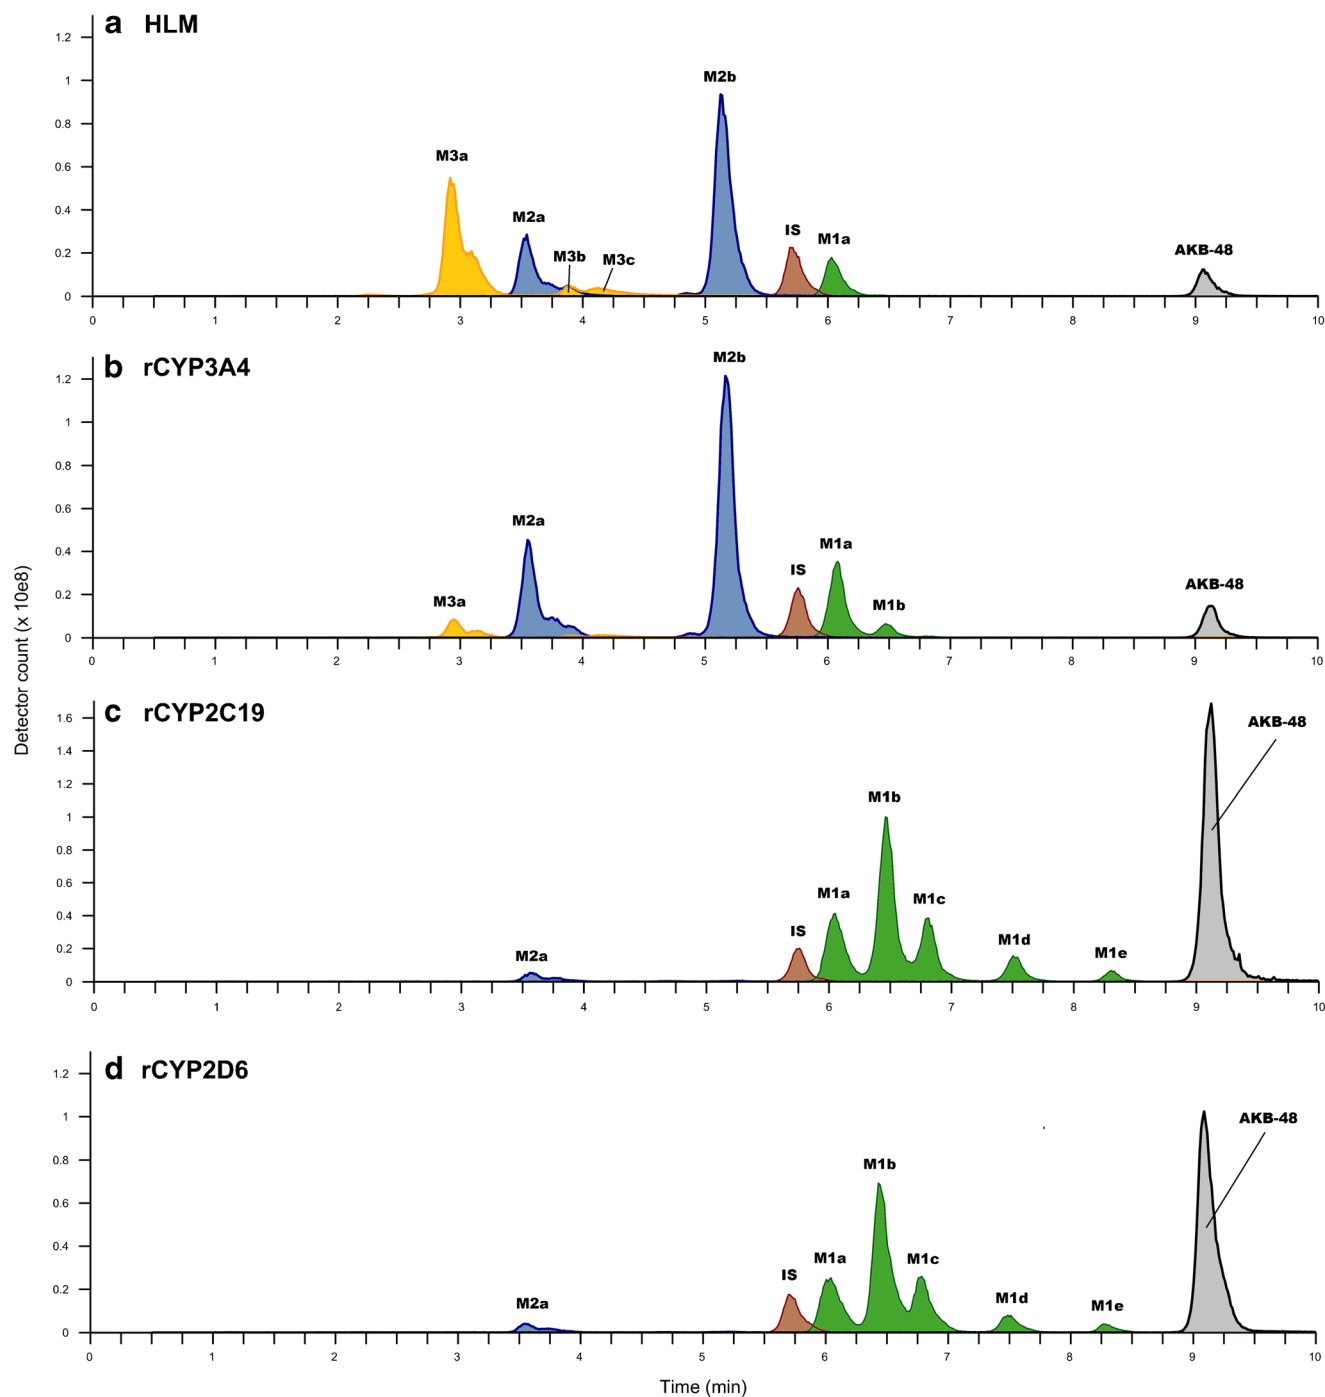 a HLM
1.2
1
0.8
0.6
0.4
0.2
0
M3a
M2a
M3b
M3c
M2b
IS
M1a
AKB-48
0 1 2 3 4 5 6 7 8 9 10
b rCYP3A4
1.2
1
0.8
0.6
0.4
0.2
0
M3a
M2a
M2b
IS
M1a
M1b
AKB-48
0 1 2 3 4 5 6 7 8 9 10
Detector count (x 10e8)
c rCYP2C19
1.6
1.4
1.2
1
0.8
0.6
0.4
0.2
0
M2a
IS
M1a
M1b
M1c
M1d
M1e
AKB-48
0 1 2 3 4 5 6 7 8 9 10
d rCYP2D6
1.2
1
0.8
0.6
0.4
0.2
0
M2a
IS
M1a
M1b
M1c
M1d
M1e
AKB-48
0 1 2 3 4 5 6 7 8 9 10
Time (min)